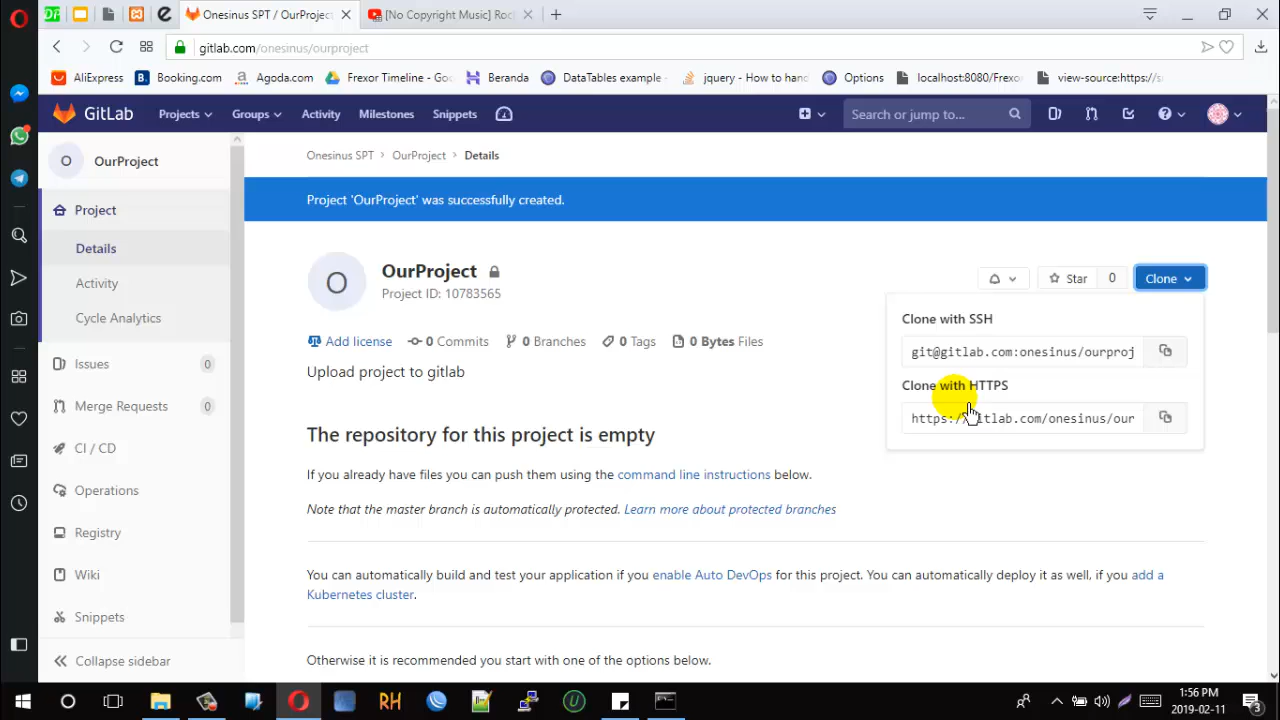 Onesinus SPT / OurProjec
[No Copyright Music] Roc
gitlab.com/onesinus/ourproject
AliExpress
Booking.com
Agoda.com
Frexor Timeline - Go
Beranda
DataTables example -
jquery - How to han
Options
localhost:8080/Frexo
view-source:https://s
GitLab
Projects
Groups
Activity
Milestones
Snippets
Search or jump to...
O
OurProject
Onesinus SPT > OurProject > Details
Project 'OurProject' was successfully created.
Project
Details
Activity
Cycle Analytics
Issues 0
Merge Requests 0
CI / CD
Operations
Registry
Wiki
Snippets
Collapse sidebar
O
OurProject
Project ID: 10783565
Star 0
Clone
Clone with SSH
git@gitlab.com:onesinus/ourproj
Clone with HTTPS
https://gitlab.com/onesinus/our
Add license
0 Commits
0 Branches
0 Tags
0 Bytes Files
Upload project to gitlab
The repository for this project is empty
If you already have files you can push them using the command line instructions below.
Note that the master branch is automatically protected. Learn more about protected branches
You can automatically build and test your application if you enable Auto DevOps for this project. You can automatically deploy it as well, if you add a
Kubernetes cluster.
Otherwise it is recommended you start with one of the options below.
RH
1:56 PM
2019-02-11
3